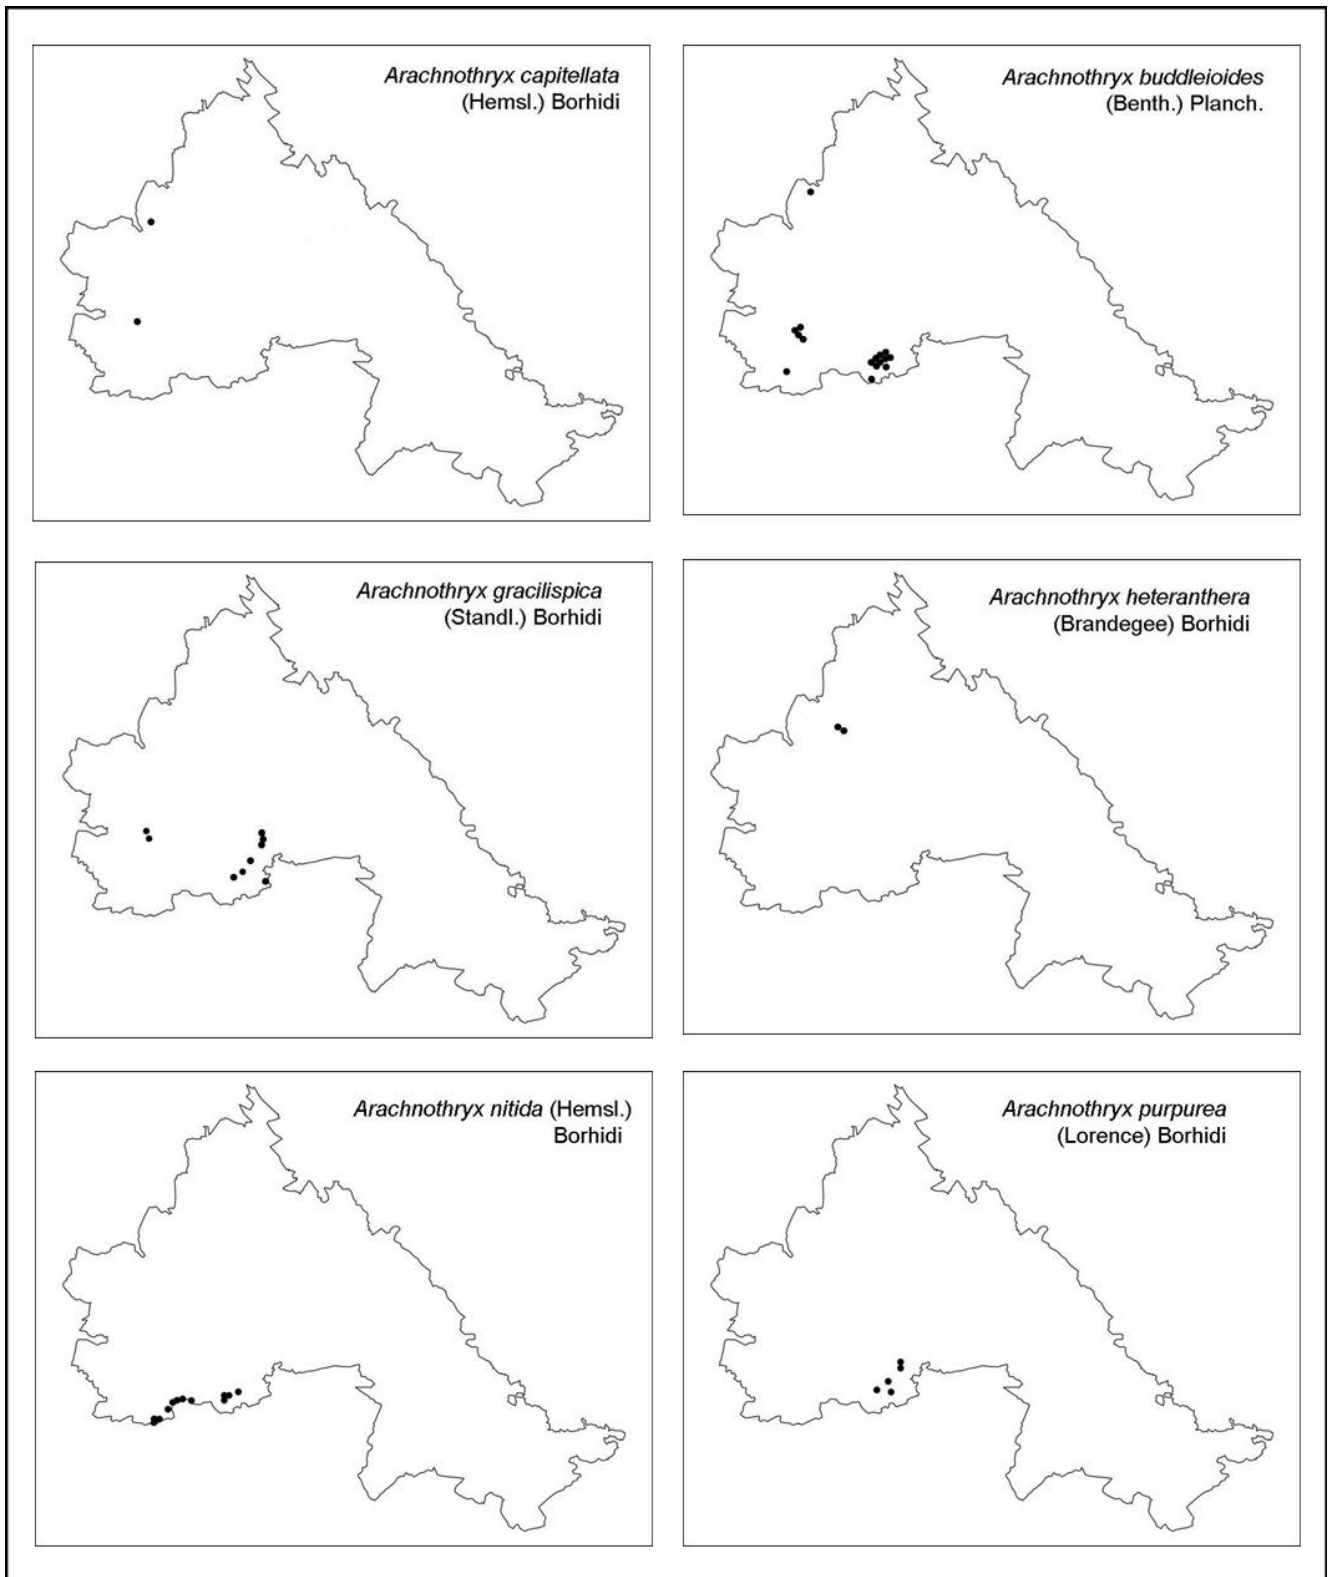 Arachnothryx capitellata
(Hemsl.) Borhidi
Arachnothryx buddleioides
(Benth.) Planch.
Arachnothryx gracilispica
(Standl.) Borhidi
Arachnothryx heteranthera
(Brandegee) Borhidi
Arachnothryx nitida (Hemsl.)
Borhidi
Arachnothryx purpurea
(Lorence) Borhidi